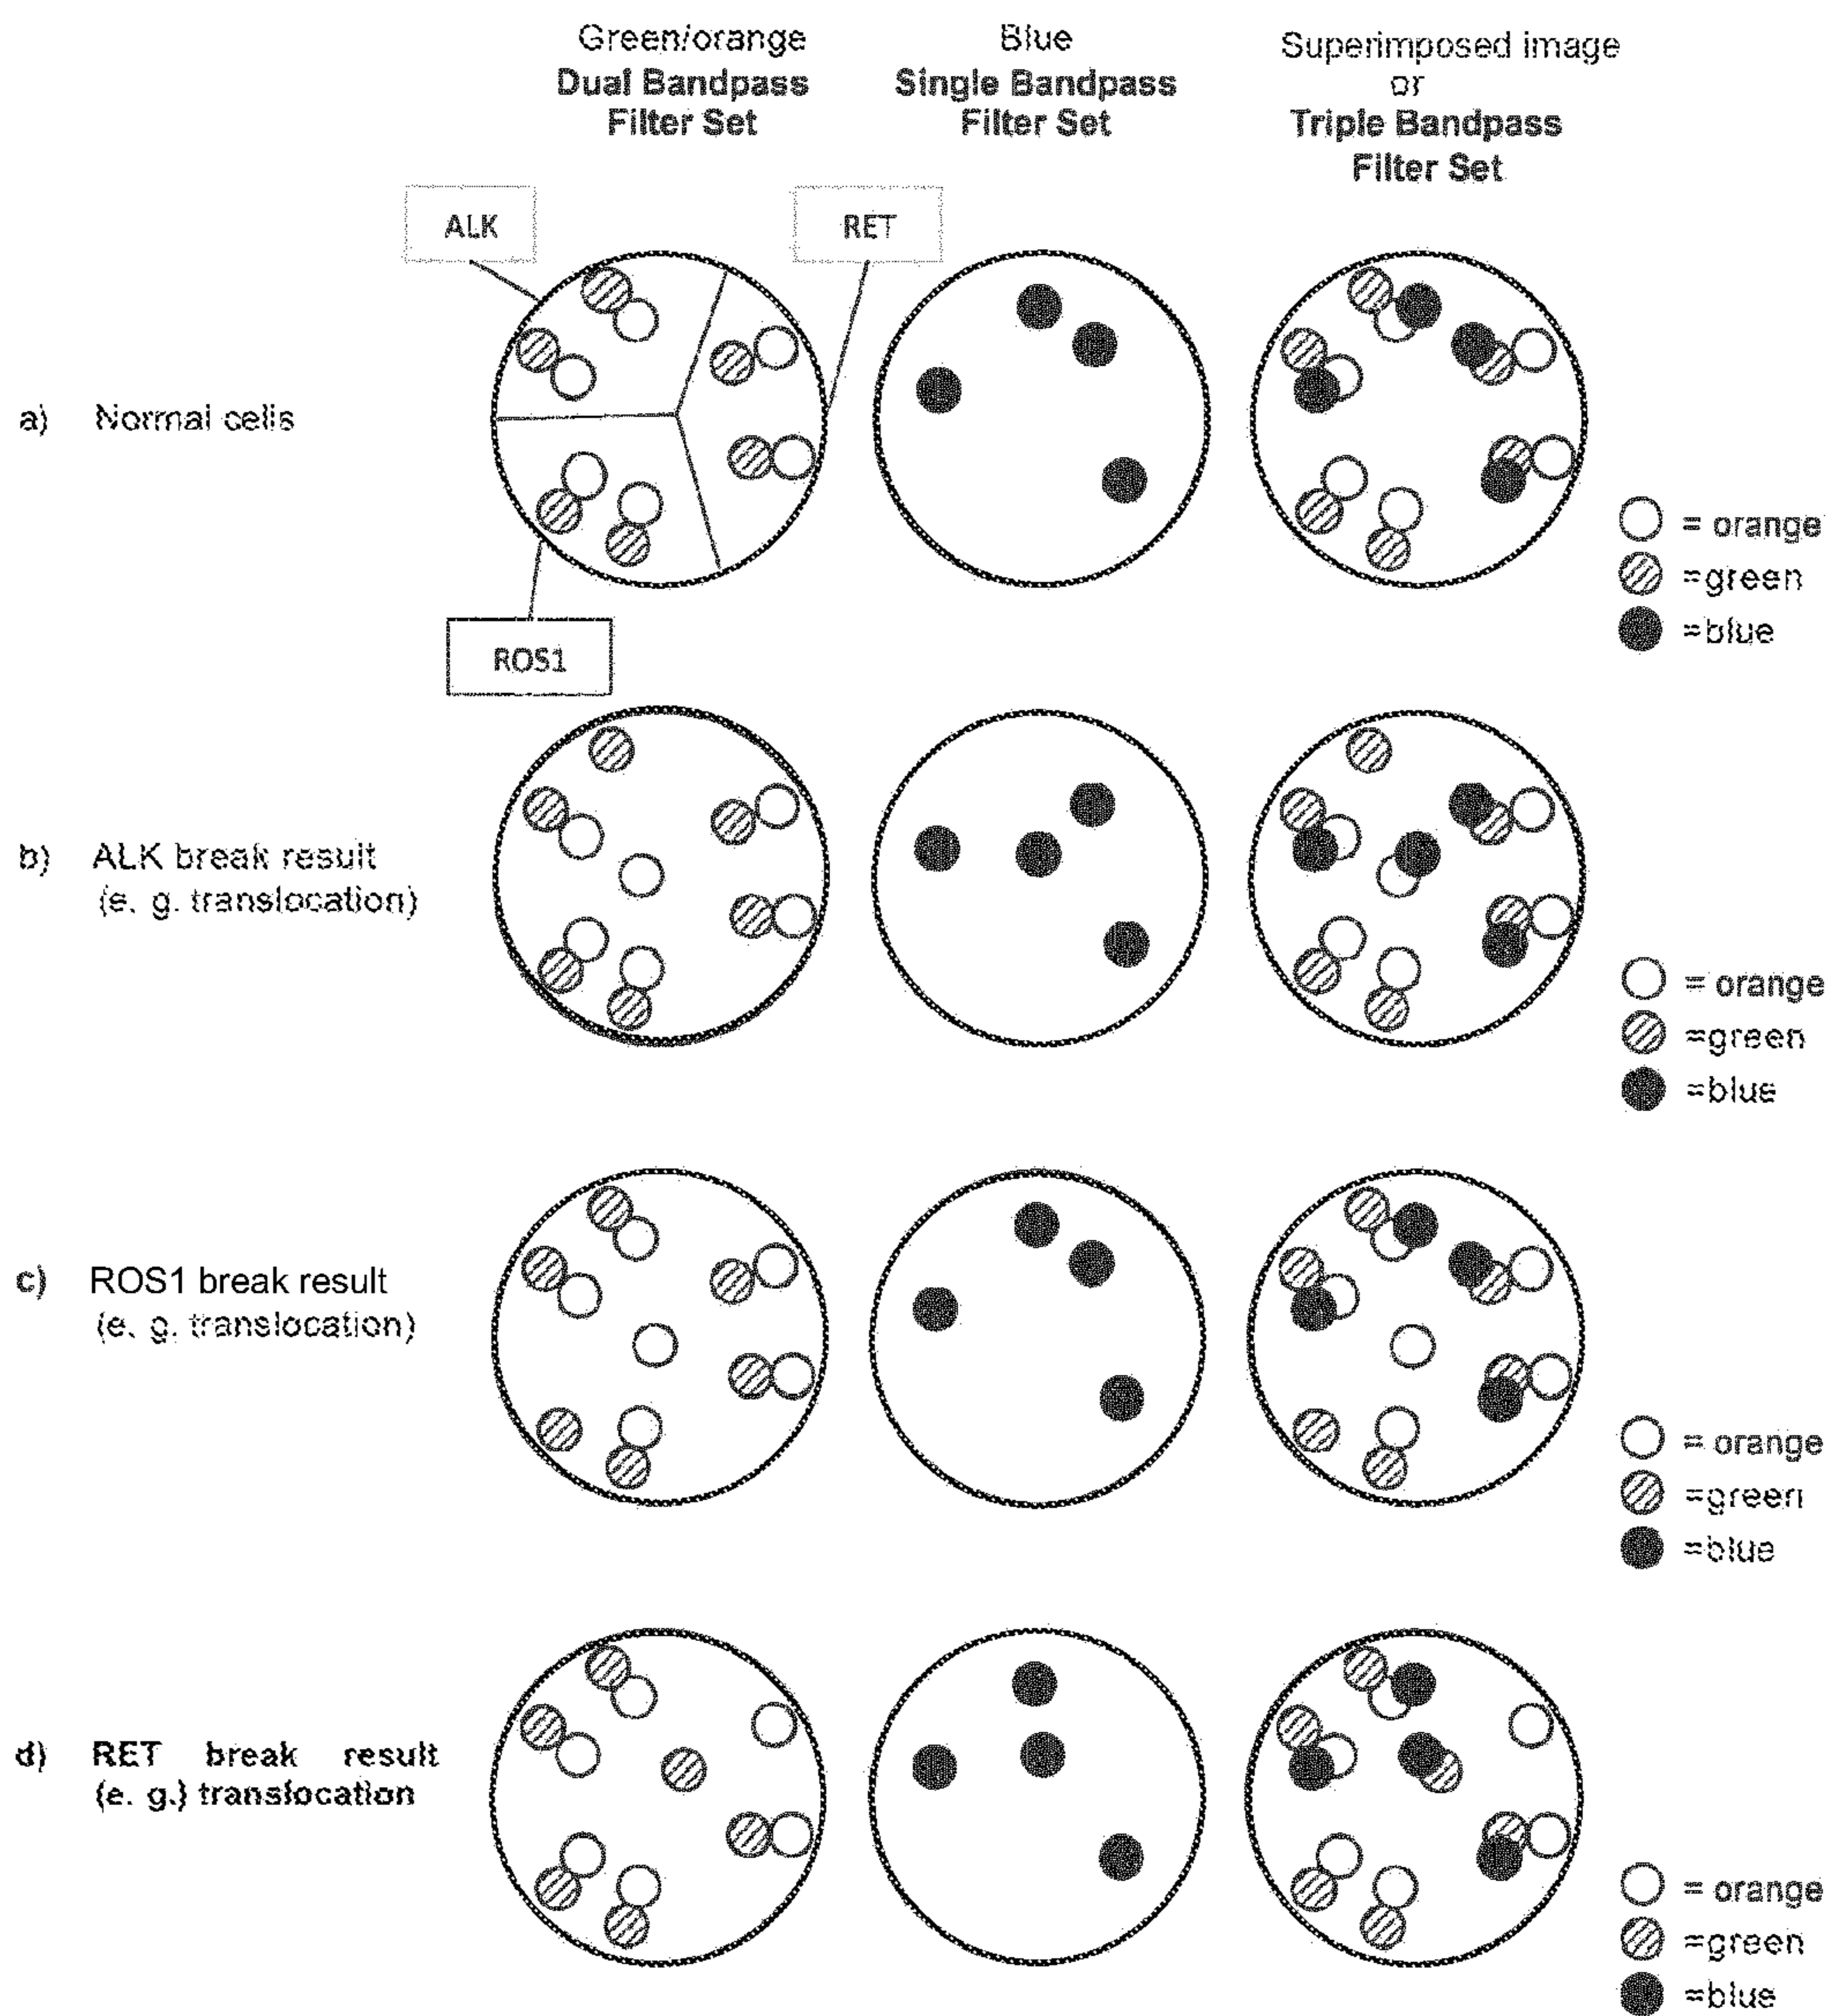 Green/orange
Dual Bandpass
Filter Set
Blue
Single Bandpass
Filter Set
Superimposed image
or
Triple Bandpass
Filter Set
ALK
RET
a) Normal cells
ROS1
= orange
=green
=blue
b) ALK break result
(e. g. translocation)
= orange
=green
=blue
c) ROS1 break result
(e. g. translocation)
= orange
=green
=blue
d) RET break result
(e. g.) translocation
= orange
=green
=blue